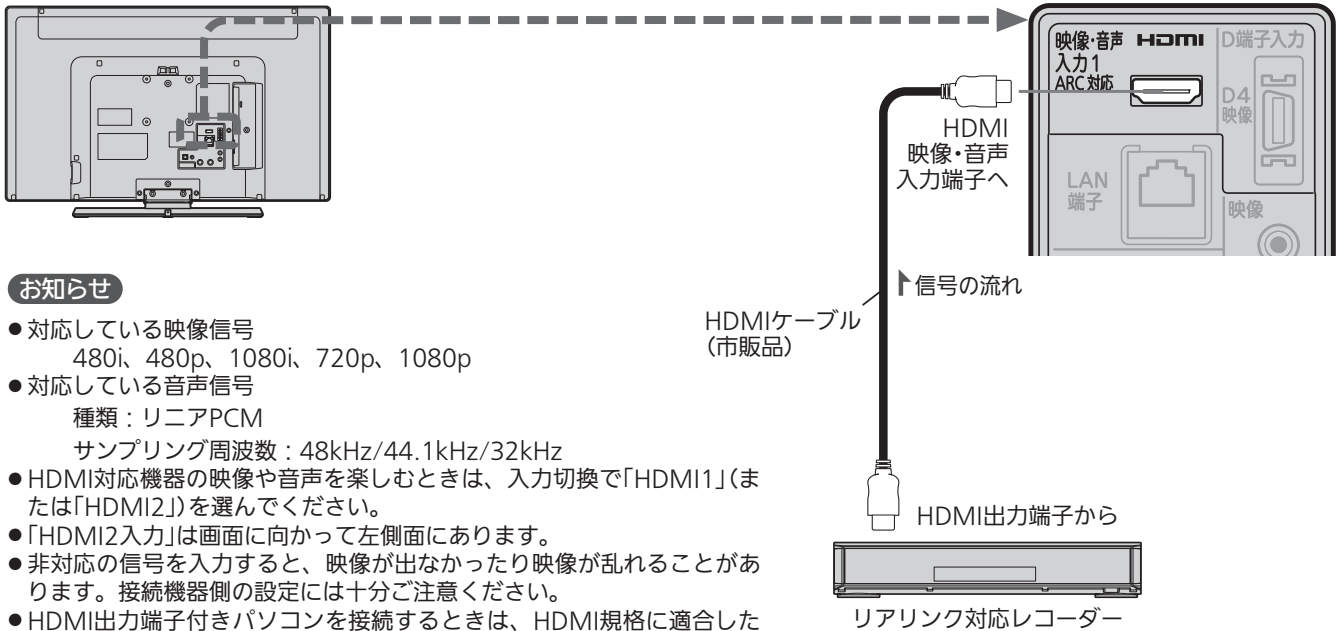 映像・音声 HDMI
入力1
ARC対応
D端子入力
D4
映像
LAN
端子
映像
HDMI
映像・音声
入力端子へ
信号の流れ
HDMIケーブル
（市販品）
HDMI出力端子から
リアリンク対応レコーダー
お知らせ
●対応している映像信号
480i、480p、1080i、720p、1080p
●対応している音声信号
種類：リニアPCM
サンプリング周波数：48kHz/44.1kHz/32kHz
●HDMI対応機器の映像や音声を楽しむときは、入力切換で「HDMI1」（ま
たは「HDMI2」）を選んでください。
●「HDMI2入力」は画面に向かって左側面にあります。
●非対応の信号を入力すると、映像が出なかったり映像が乱れることがあ
ります。接続機器側の設定には十分ご注意ください。
●HDMI出力端子付きパソコンを接続するときは、HDMI規格に適合した